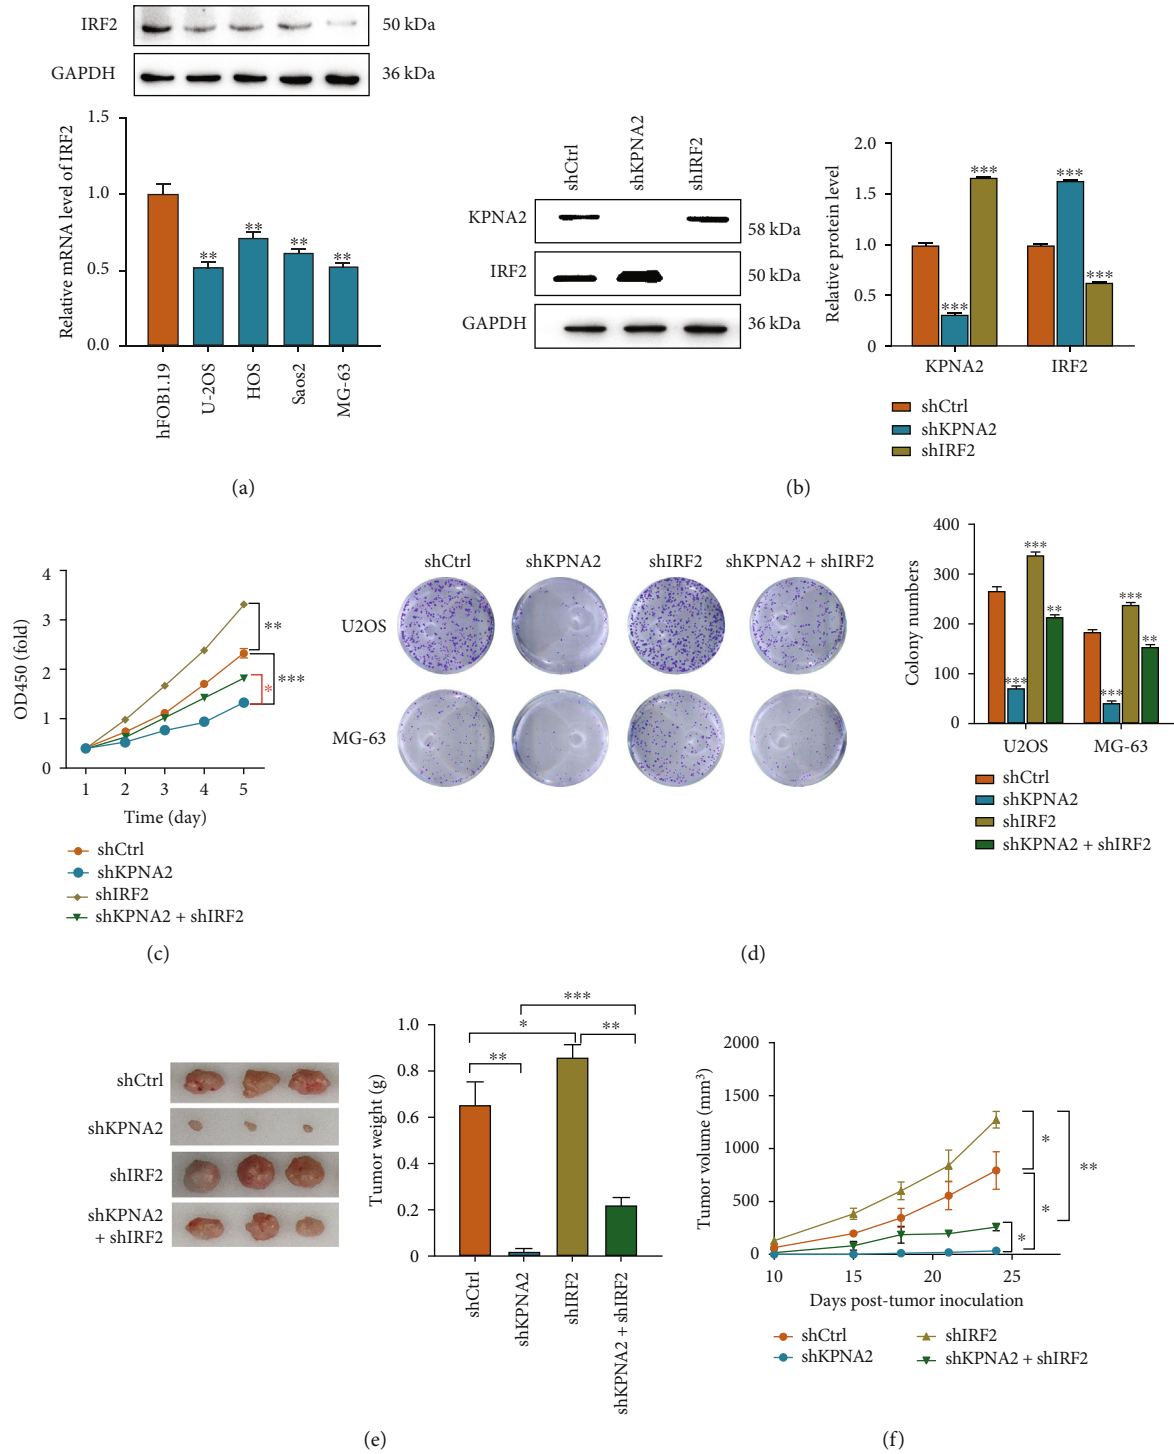 IRF2
50 kDa
GAPDH
36 kDa
Relative mRNA level of IRF2
1.5
1.0
0.5
0.0
**
**
**
**
hFOB1.19
U-2OS
HOS
Saos2
MG-63
(a)
shCtrl
shKPNA2
shIRF2
KPNA2
58 kDa
IRF2
50 kDa
GAPDH
36 kDa
Relative protein level
2.0
1.5
1.0
0.5
0.0
***
***
***
***
KPNA2
IRF2
shCtrl
shKPNA2
shIRF2
(b)
OD450 (fold)
4
3
2
1
0
**
***
*
1 2 3 4 5
Time (day)
shCtrl
shKPNA2
shIRF2
shKPNA2 + shIRF2
(c)
shCtrl
shKPNA2
shIRF2
shKPNA2 + shIRF2
U2OS
MG-63
Colony numbers
400
300
200
100
0
***
***
**
***
***
**
U2OS
MG-63
shCtrl
shKPNA2
shIRF2
shKPNA2 + shIRF2
(d)
shCtrl
shKPNA2
shIRF2
shKPNA2
+ shIRF2
Tumor weight (g)
1.0
0.8
0.6
0.4
0.2
0
***
*
**
**
shCtrl
shKPNA2
shIRF2
shKPNA2 + shIRF2
(e)
Tumor volume (mm³)
2000
1500
1000
500
0
*
**
*
*
10 15 20 25
Days post-tumor inoculation
shCtrl
shKPNA2
shIRF2
shKPNA2 + shIRF2
(f)